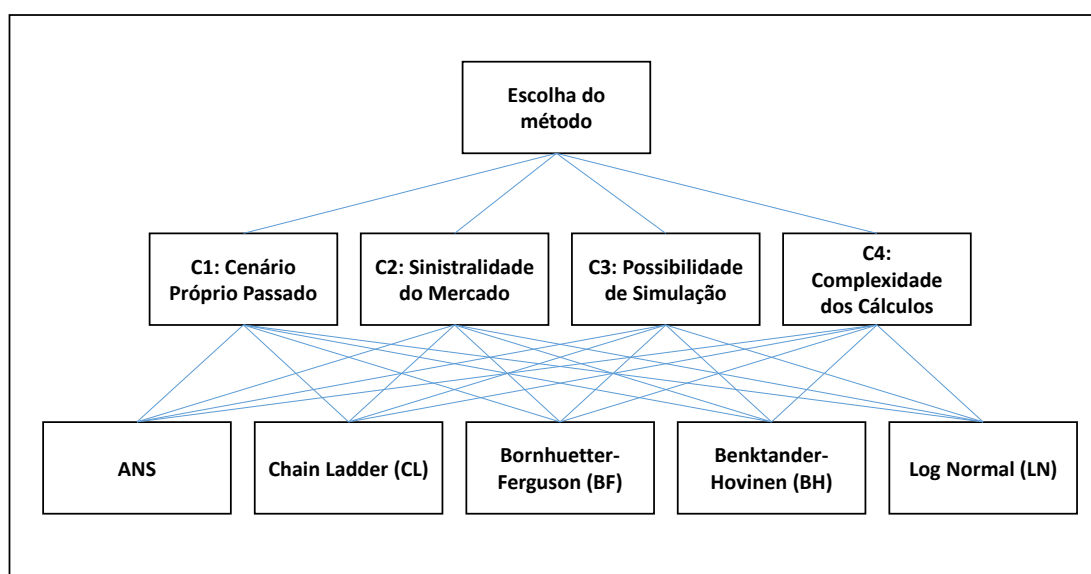 Escolha do
método
C1: Cenário
Próprio Passado
C2: Sinistralidade
do Mercado
C3: Possibilidade
de Simulação
C4:
Complexidade
dos Cálculos
ANS
Chain Ladder (CL)
Bornhuetter-
Ferguson (BF)
Benktander-
Hovinen (BH)
Log Normal (LN)